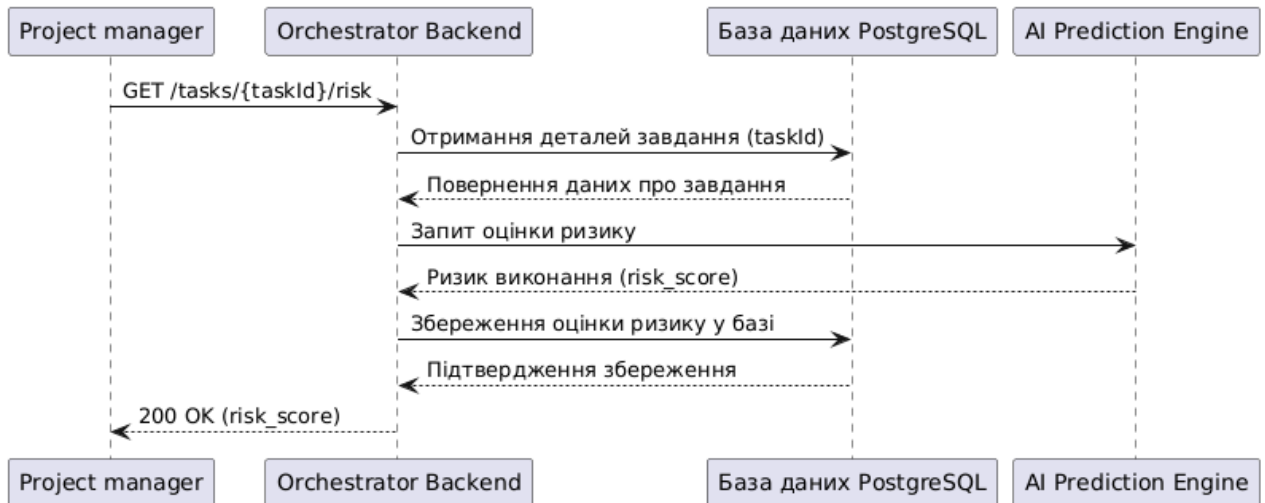 Project manager
Orchestrator Backend
База даних PostgreSQL
AI Prediction Engine
GET /tasks/{taskId}/risk
Отримання деталей завдання (taskId)
Повернення даних про завдання
Запит оцінки ризику
Ризик виконання (risk_score)
Збереження оцінки ризику у базі
Підтвердження збереження
200 OK (risk_score)
Project manager
Orchestrator Backend
База даних PostgreSQL
AI Prediction Engine